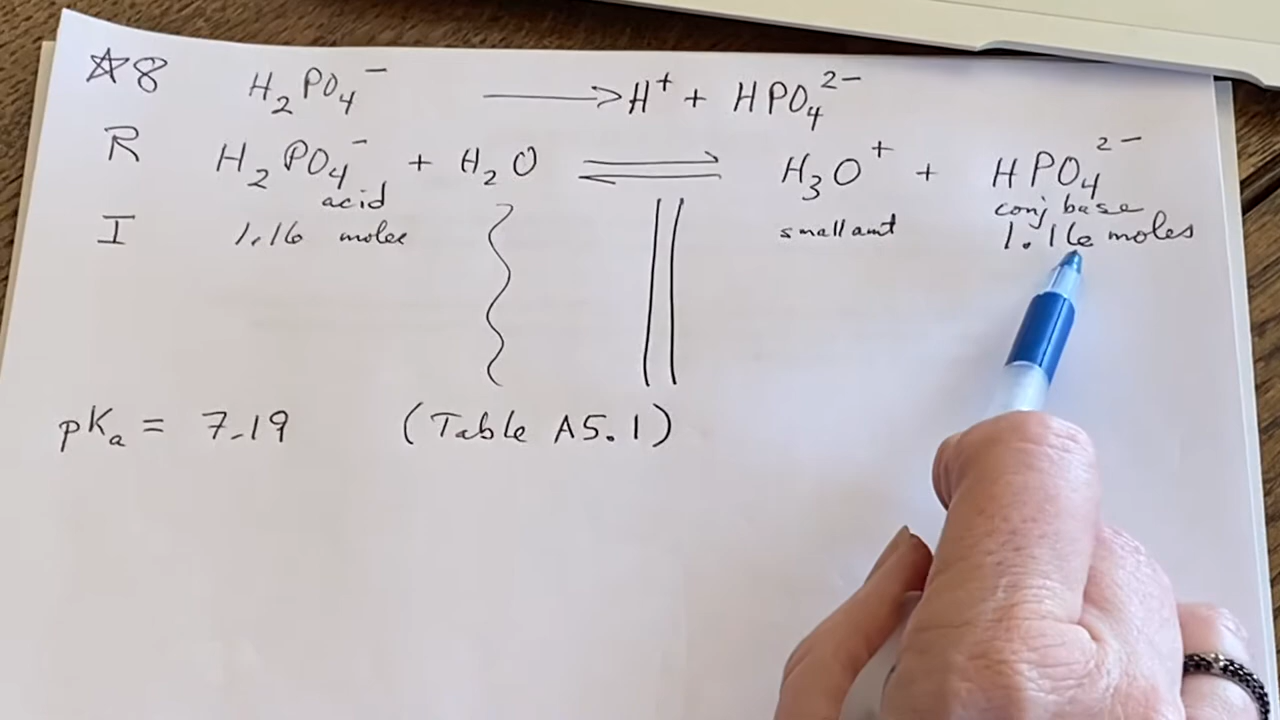 ☆8 H₂PO₄⁻ ⟶ H⁺ + HPO₄²⁻
R H₂PO₄⁻ + H₂O ⇌ H₃O⁺ + HPO₄²⁻
acid conj base
I 1.16 moles small amt 1.16 moles
pKₐ = 7.19 (Table A5.1)